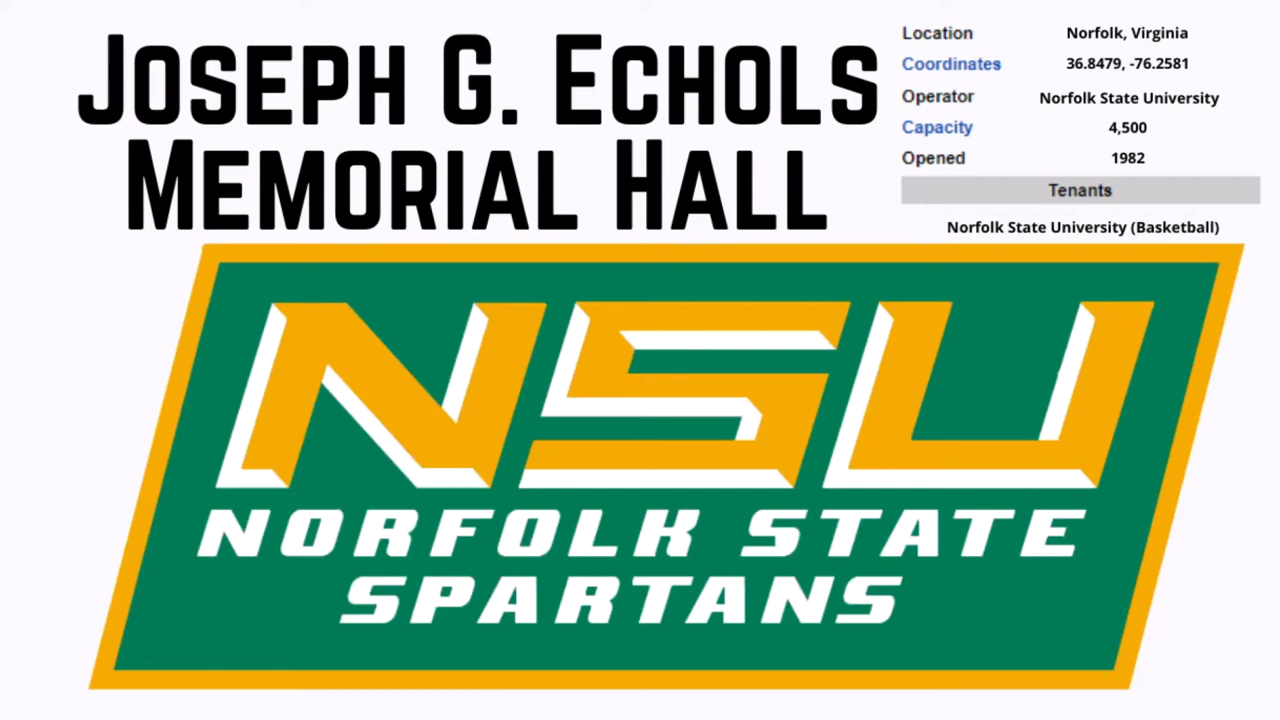 Joseph G. Echols
Memorial Hall
Location Norfolk, Virginia
Coordinates 36.8479, -76.2581
Operator Norfolk State University
Capacity 4,500
Opened 1982
Tenants
Norfolk State University (Basketball)
NSU
NORFOLK STATE
SPARTANS